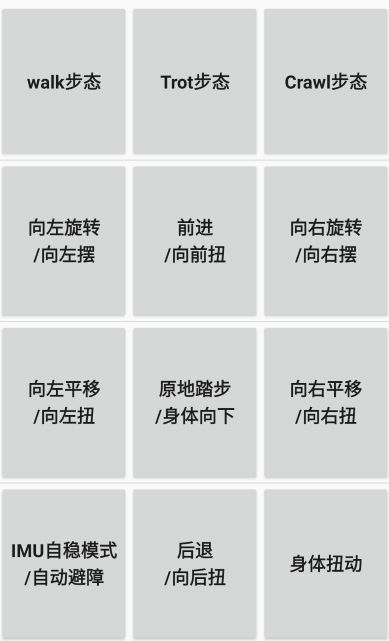 walk步态
Trot步态
Crawl步态
向左旋转
/向左摆
前进
/向前扭
向右旋转
/向右摆
向左平移
/向左扭
原地踏步
/身体向下
向右平移
/向右扭
IMU自稳模式
/自动避障
后退
/向后扭
身体扭动